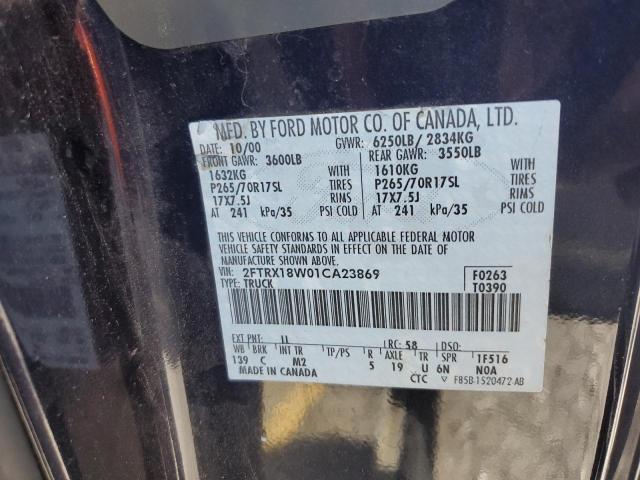 MFD. BY FORD MOTOR CO. OF CANADA, LTD.
DATE: 10/00 GVWR: 6250LB/ 2834KG
FRONT GAWR: 3600LB REAR GAWR: 3550LB
1632KG WITH 1610KG WITH
P265/70R17SL TIRES P265/70R17SL TIRES
17X7.5J RIMS 17X7.5J RIMS
AT 241 kPa/35 PSI COLD AT 241 kPa/35 PSI COLD
THIS VEHICLE CONFORMS TO ALL APPLICABLE FEDERAL MOTOR
VEHICLE SAFETY STANDARDS IN EFFECT ON THE DATE OF
MANUFACTURE SHOWN ABOVE.
VIN: 2FTRX18W01CA23869 F0263
TYPE: TRUCK T0390
EXT PNT: 11 RC: 58 DSO:
WB BRK INT TR TP/PS R AXLE TR SPR 1F516
139 C M2 5 19 U 6N N0A
MADE IN CANADA CTC F85B-1520472 AB